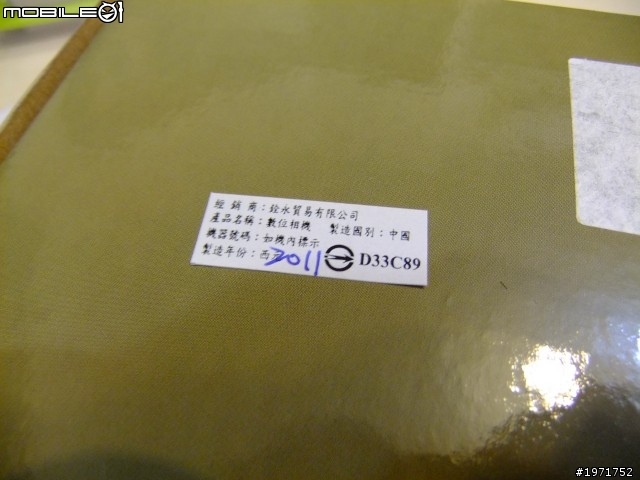 MOBILE01
經 銷 商：銓永貿易有限公司
產品名稱：數位相機 製造國別：中國
機器號碼：如機內標示
製造年份：西元2011 D33C89
#1971752